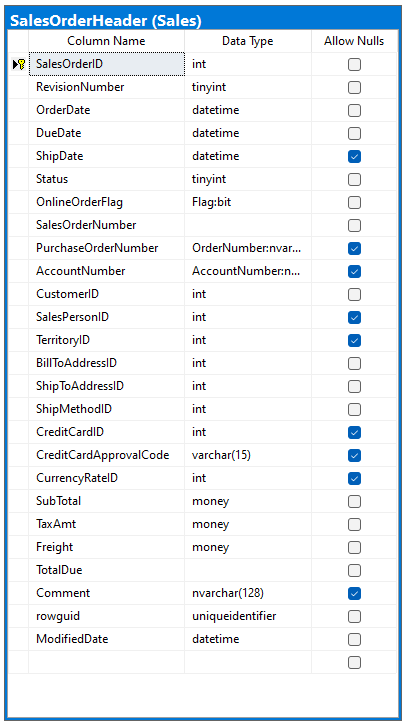 SalesOrderHeader (Sales)
Column Name Data Type Allow Nulls
SalesOrderID int
RevisionNumber tinyint
OrderDate datetime
DueDate datetime
ShipDate datetime
Status tinyint
OnlineOrderFlag Flag:bit
SalesOrderNumber
PurchaseOrderNumber OrderNumber:nvar...
AccountNumber AccountNumber:n...
CustomerID int
SalesPersonID int
TerritoryID int
BillToAddressID int
ShipToAddressID int
ShipMethodID int
CreditCardID int
CreditCardApprovalCode varchar(15)
CurrencyRateID int
SubTotal money
TaxAmt money
Freight money
TotalDue
Comment nvarchar(128)
rowguid uniqueidentifier
ModifiedDate datetime